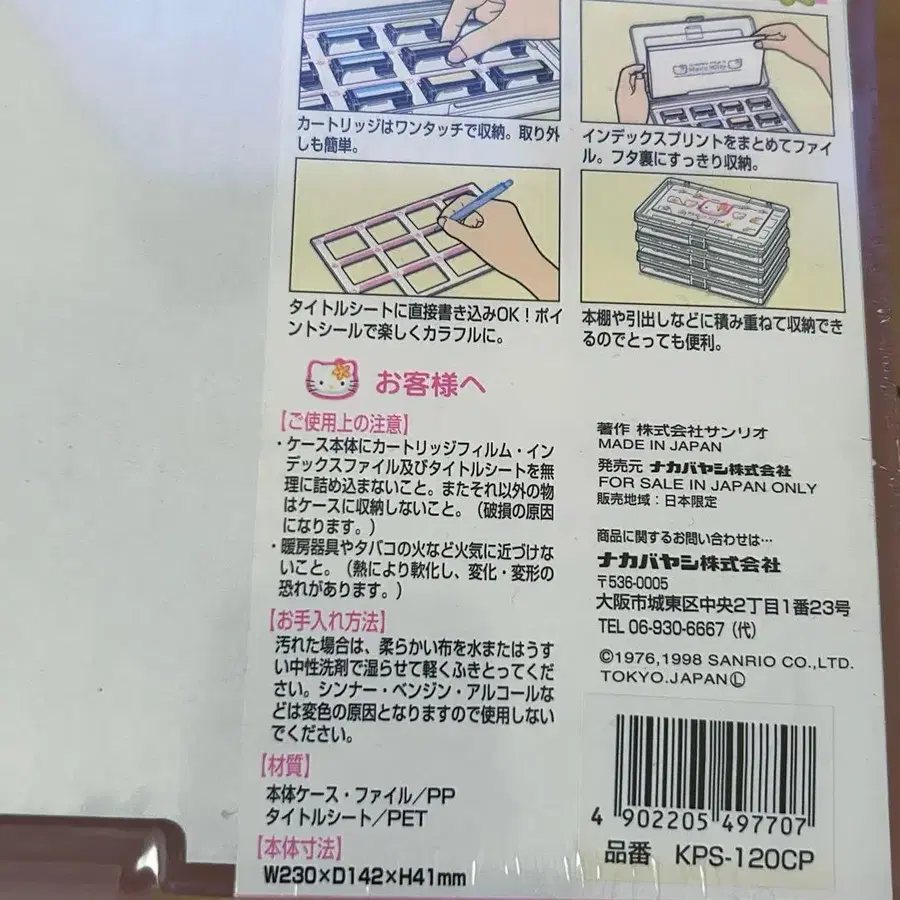 カートリッジはワンタッチで収納。取り外
しも簡単。
インデックスプリントをまとめてファイ
ル。フタ裏にすっきり収納。
タイトルシートに直接書き込みOK！ポイ
ントシールで楽しくカラフルに。
本棚や引出しなどに積み重ねて収納でき
るのでとっても便利。
お客様へ
【ご使用上の注意】
・ケース本体にカートリッジフィルム・イン
デックスファイル及びタイトルシートを無
理に詰め込まないこと。またそれ以外の物
はケースに収納しないこと。（破損の原因
になります。）
・暖房器具やタバコの火など火気に近づけな
いこと。（熱により軟化し、変化・変形の
恐れがあります。）
【お手入れ方法】
汚れた場合は、柔らかい布を水またはうす
い中性洗剤で湿らせて軽くふきとってくだ
さい。シンナー・ベンジン・アルコールな
どは変色の原因となりますので使用しない
でください。
【材質】
本体ケース・ファイル／PP
タイトルシート／PET
【本体寸法】
W230×D142×H41mm
著作 株式会社サンリオ
MADE IN JAPAN
発売元 ナカバヤシ株式会社
FOR SALE IN JAPAN ONLY
販売地域：日本限定
商品に関するお問い合わせは…
ナカバヤシ株式会社
〒536-0005
大阪市城東区中央2丁目1番23号
TEL 06-930-6667（代）
©1976,1998 SANRIO CO.,LTD.
TOKYO.JAPANⓁ
4 902205 497707
品番 KPS-120CP